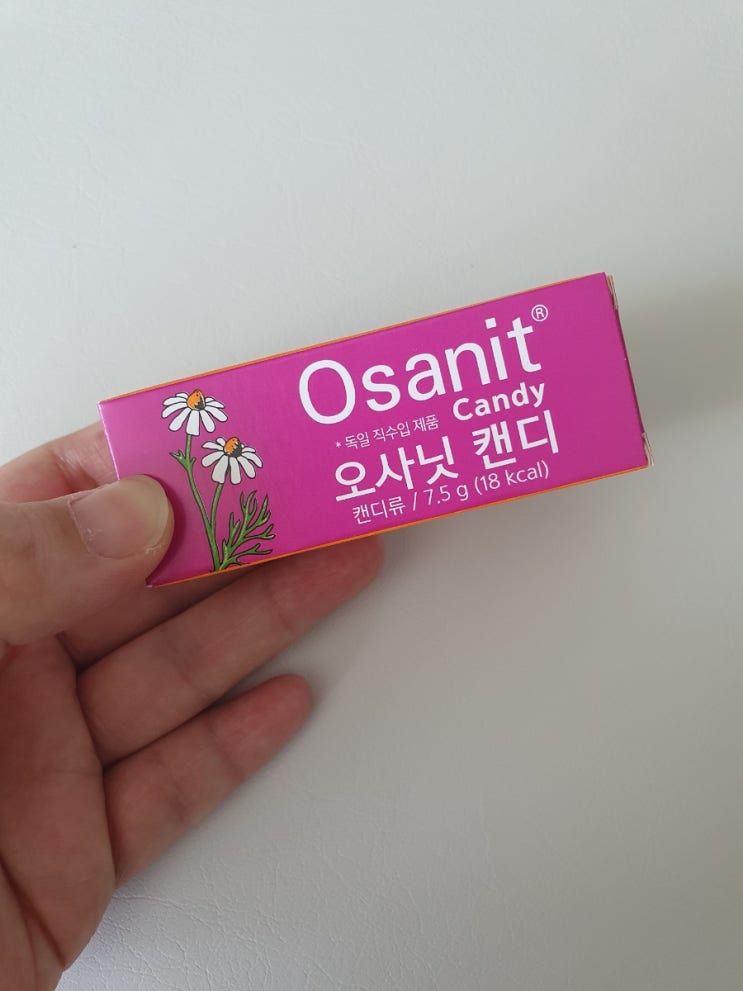 Osanit®
Candy
* 독일 직수입 제품
오사닛 캔디
캔디류 / 7.5 g (18 kcal)